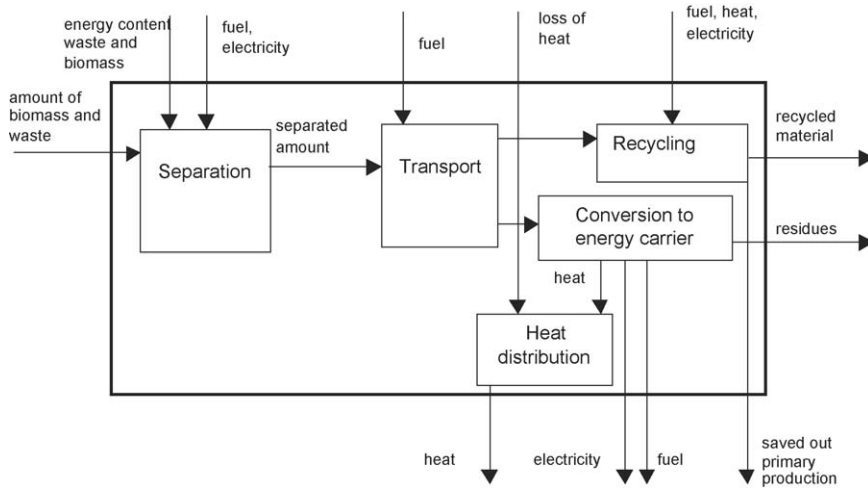 energy content
waste and
biomass
fuel,
electricity
fuel
loss of
heat
fuel, heat,
electricity
amount of
biomass and
waste
separated
amount
recycled
material
Separation
Transport
Recycling
Conversion to
energy carrier
residues
heat
Heat
distribution
heat
electricity
fuel
saved out
primary
production